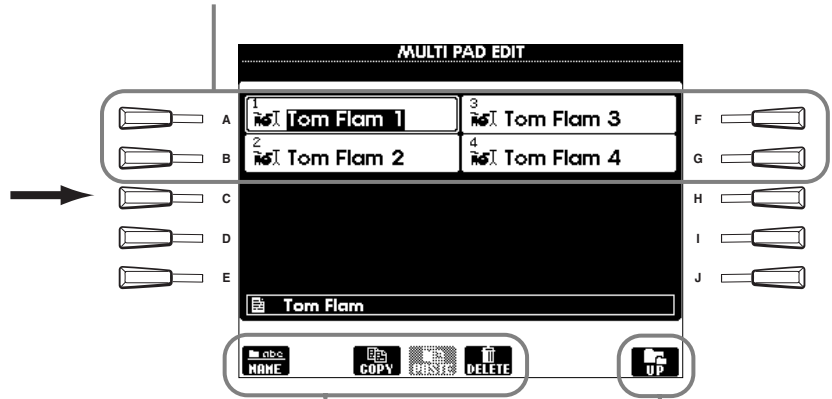 MULTI PAD EDIT
A 1 Tom Flam 1 3 Tom Flam 3 F
B 2 Tom Flam 2 4 Tom Flam 4 G
C H
D I
E J
Tom Flam
abc
NAME COPY PASTE DELETE UP